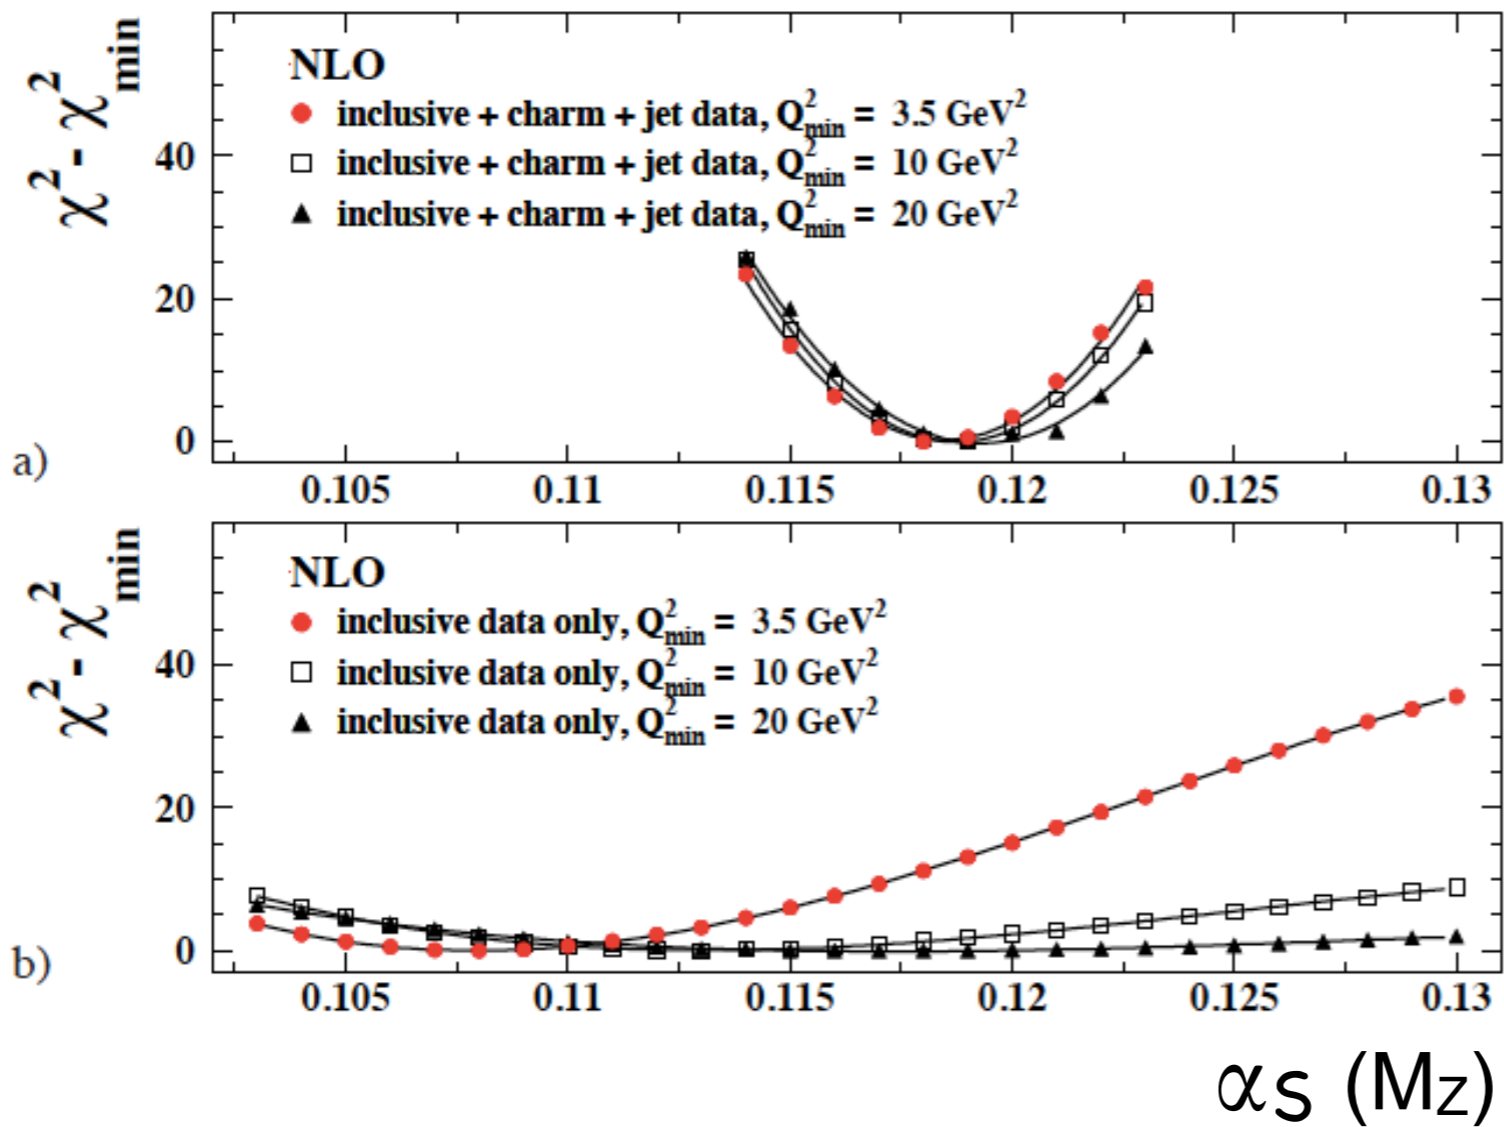 χ² - χ²min
NLO
inclusive + charm + jet data, Q²min = 3.5 GeV²
inclusive + charm + jet data, Q²min = 10 GeV²
inclusive + charm + jet data, Q²min = 20 GeV²
40
20
0
a)
0.105 0.11 0.115 0.12 0.125 0.13
χ² - χ²min
NLO
inclusive data only, Q²min = 3.5 GeV²
inclusive data only, Q²min = 10 GeV²
inclusive data only, Q²min = 20 GeV²
40
20
0
b)
0.105 0.11 0.115 0.12 0.125 0.13
∝s (Mz)